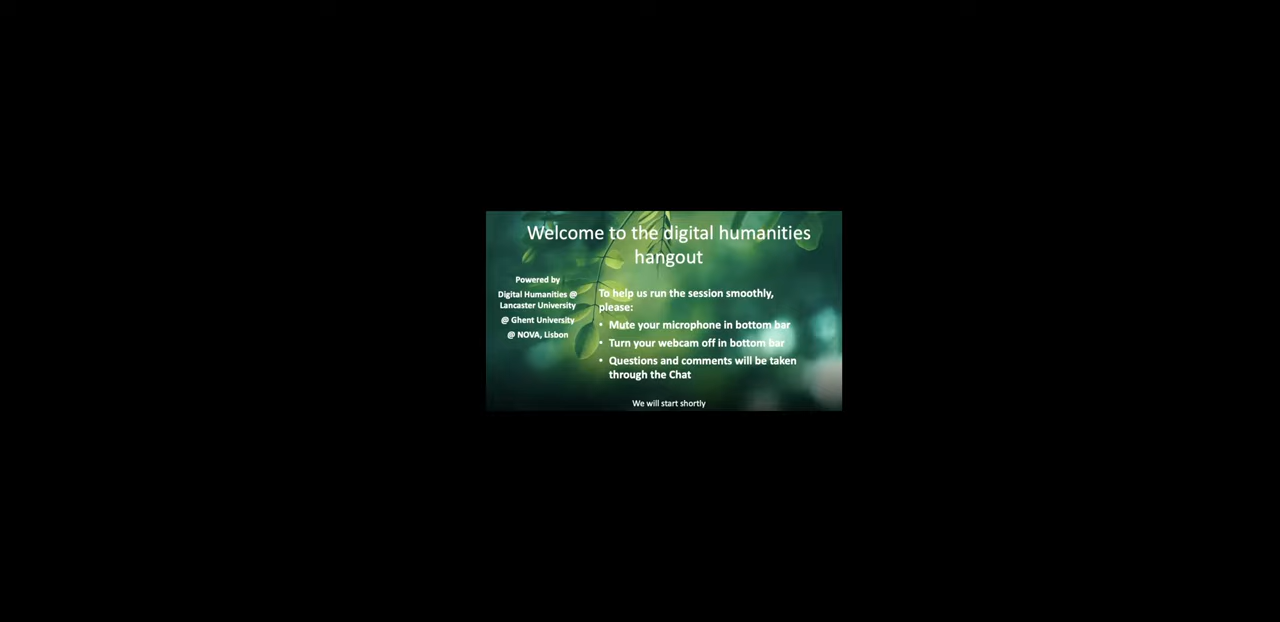 Welcome to the digital humanities
hangout
Powered by
Digital Humanities @
Lancaster University
@ Ghent University
@ NOVA, Lisbon
To help us run the session smoothly,
please:
• Mute your microphone in bottom bar
• Turn your webcam off in bottom bar
• Questions and comments will be taken
through the Chat
We will start shortly